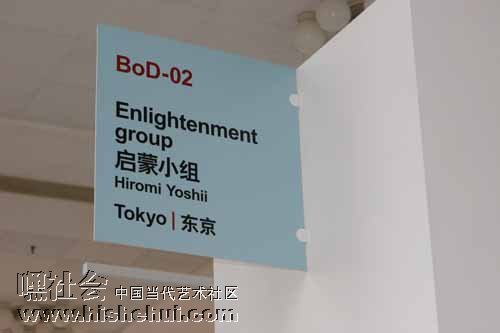 BoD-02
Enlightenment
group
启蒙小组
Hiromi Yoshii
Tokyo | 东京
嘿社会 中国当代艺术社区
www.hishehui.com